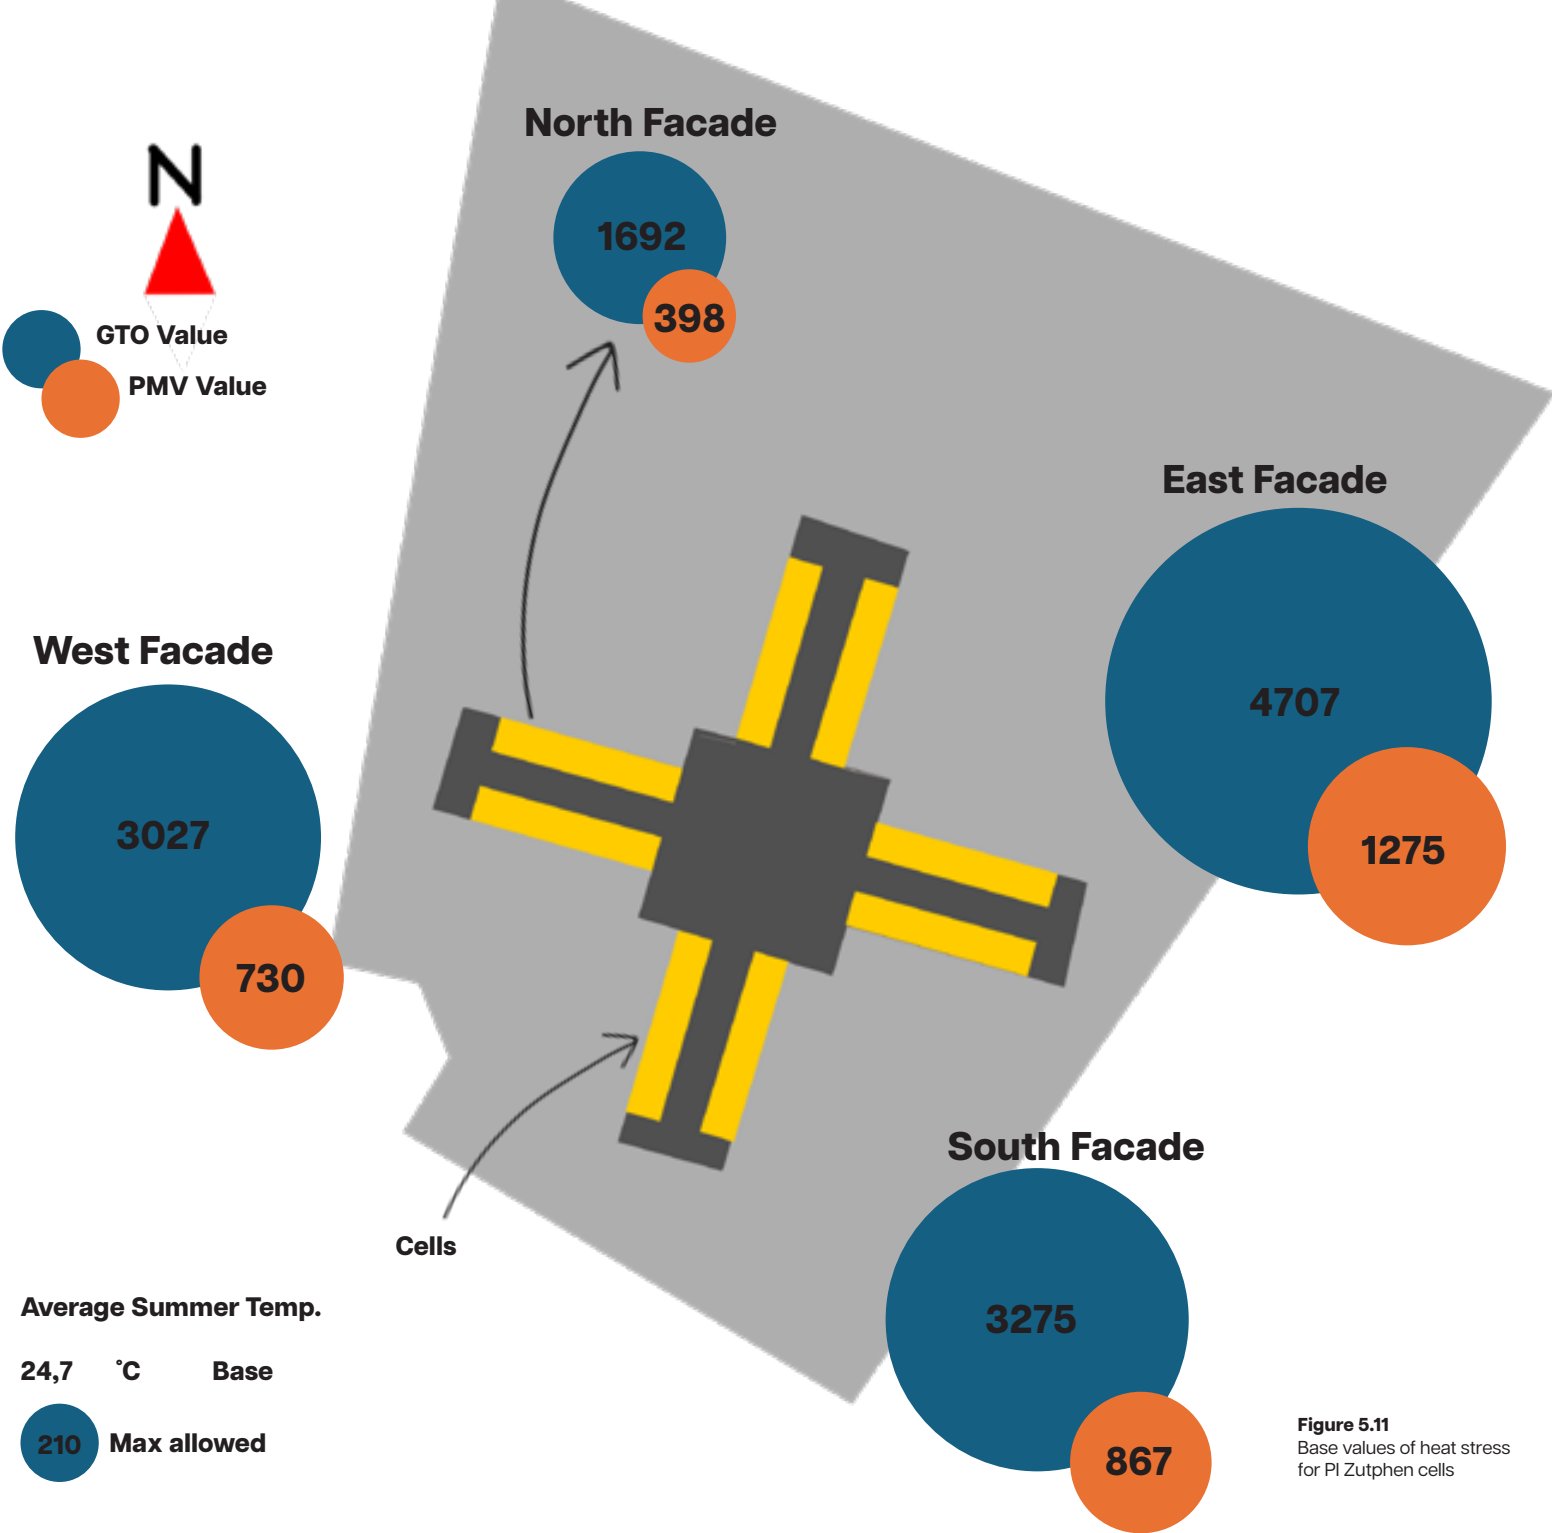 North Facade
N
1692
398
GTO Value
PMV Value
East Facade
4707
1275
West Facade
3027
730
South Facade
3275
867
Cells
Average Summer Temp.
24,7 °C Base
210 Max allowed
Figure 5.11
Base values of heat stress
for PI Zutphen cells